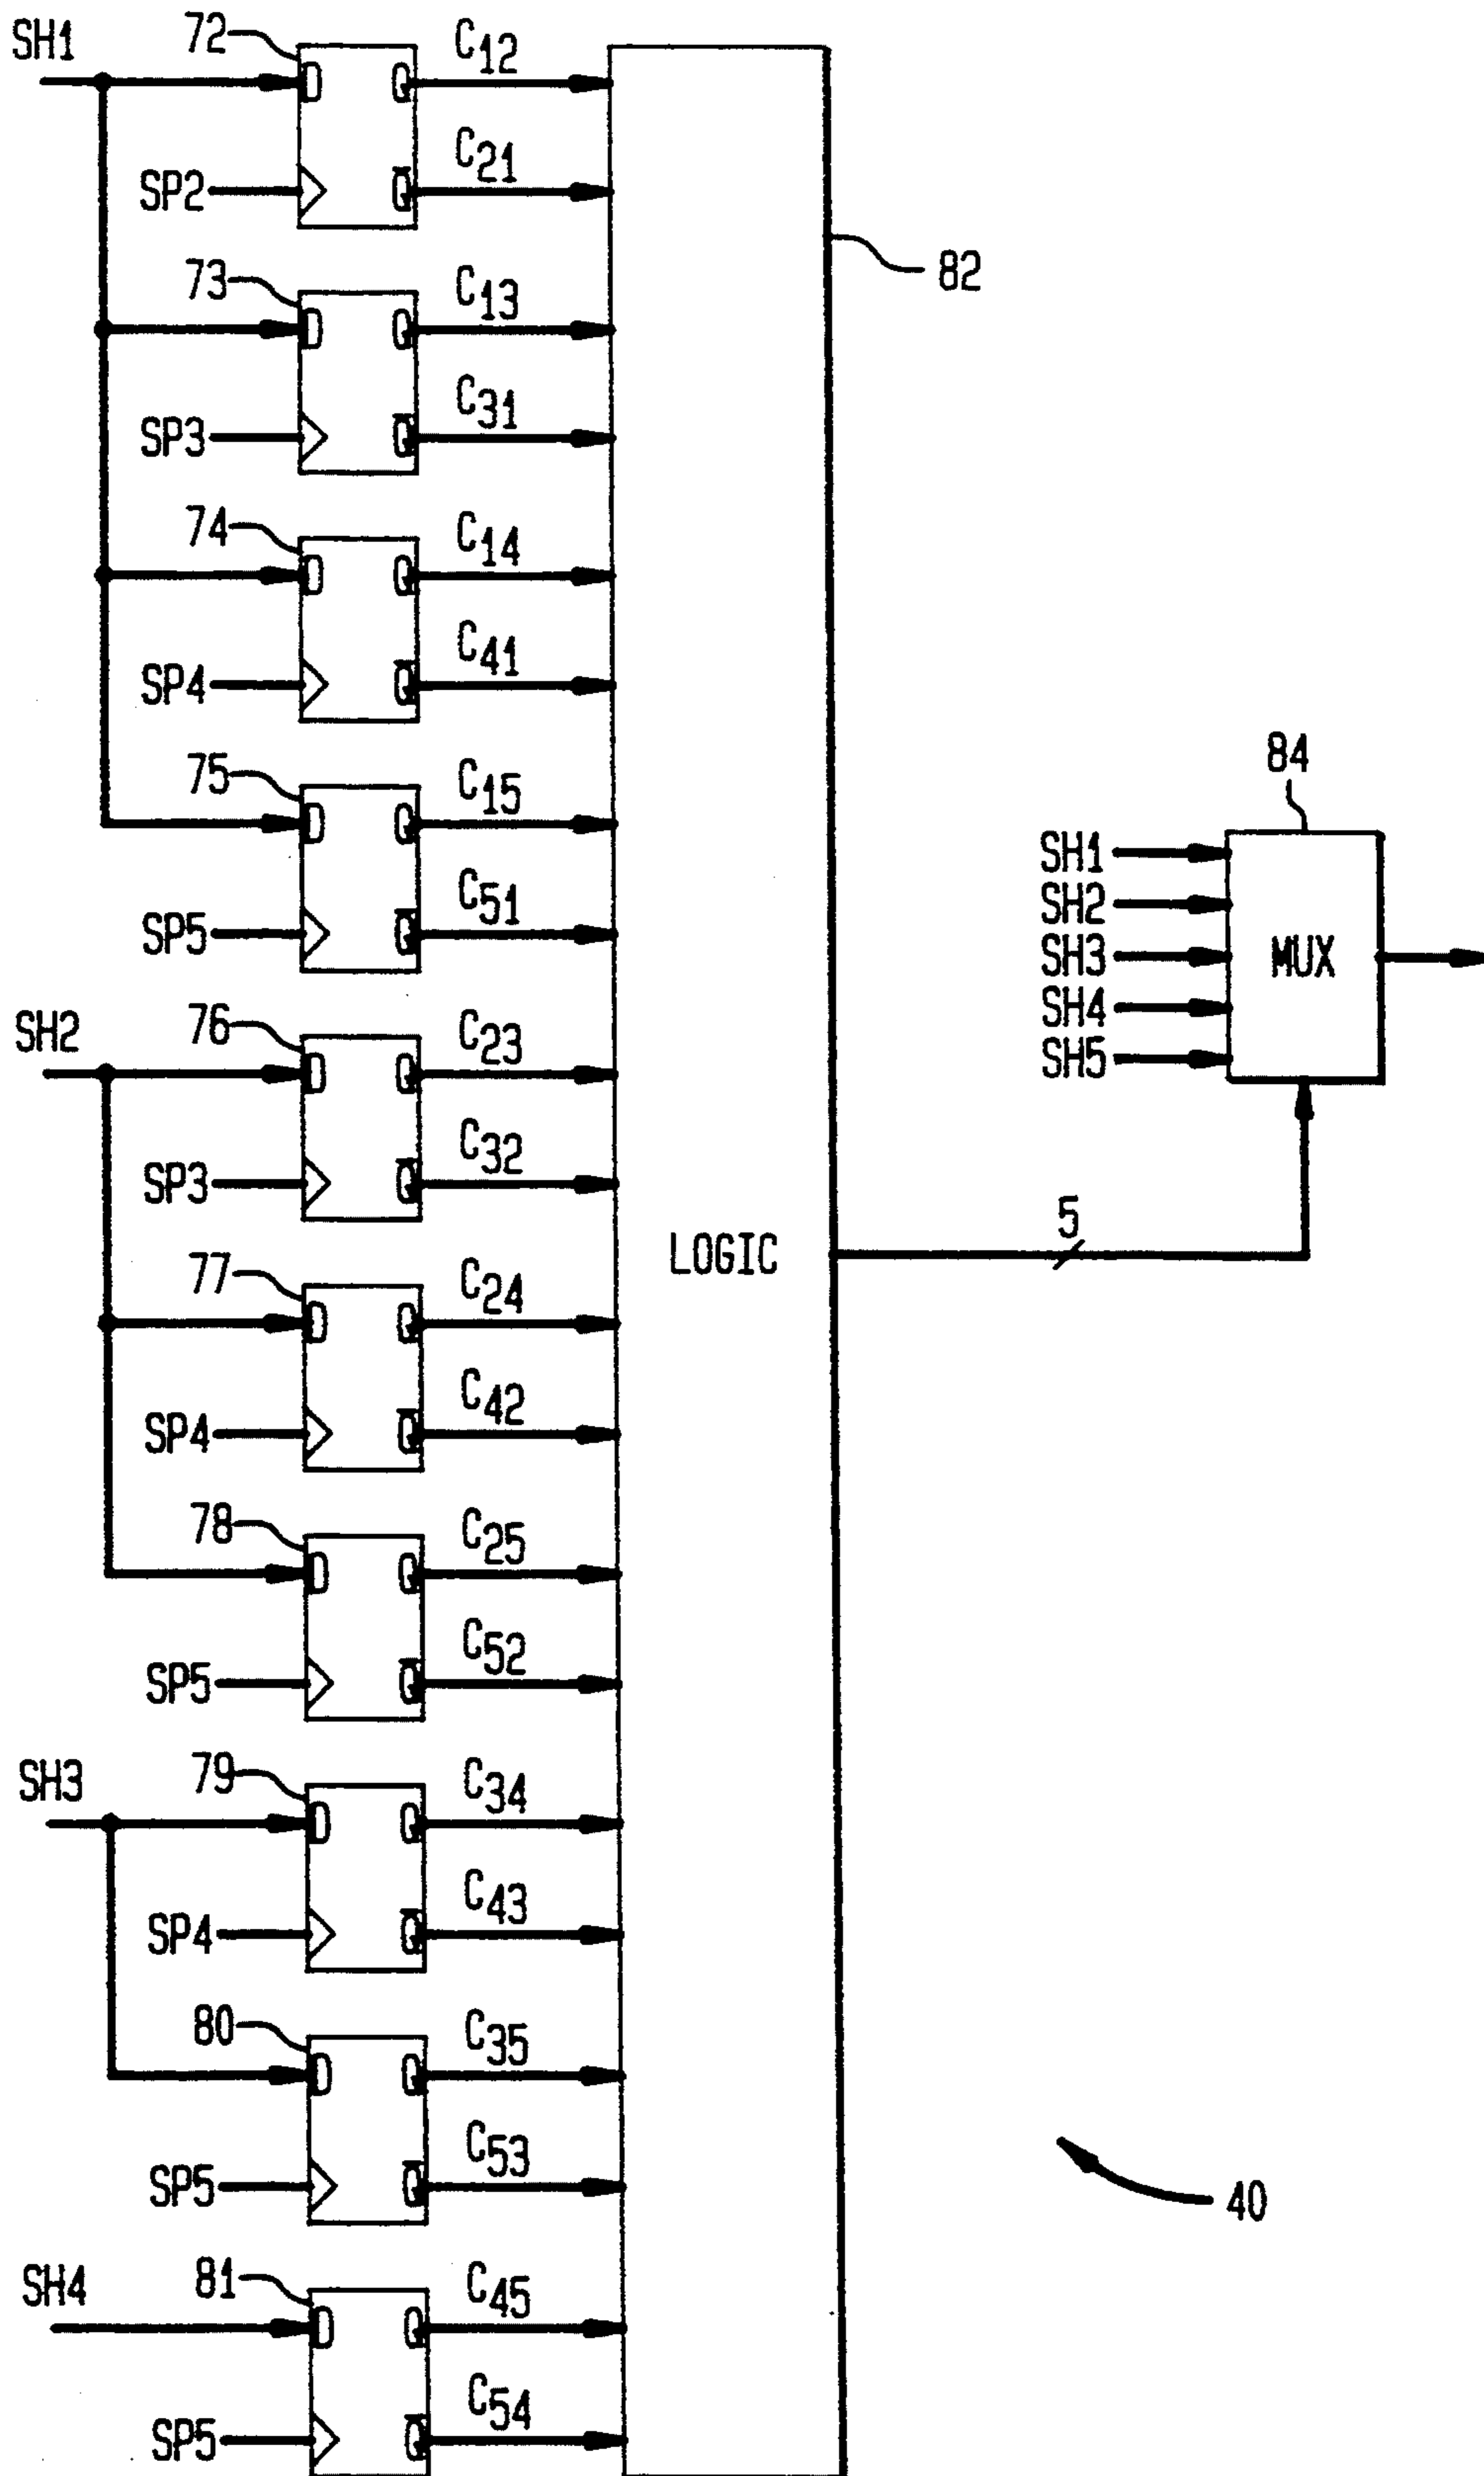 SH1
72
C12
C21
SP2
73
C13
C31
SP3
74
C14
C41
SP4
75
C15
C51
SP5
SH2
76
C23
C32
SP3
77
C24
C42
SP4
78
C25
C52
SP5
SH3
79
C34
C43
SP4
80
C35
C53
SP5
SH4
81
C45
C54
SP5
D Q
Q̅
D Q
Q̅
D Q
Q̅
D Q
Q̅
D Q
Q̅
D Q
Q̅
D Q
Q̅
D Q
Q̅
D Q
Q̅
D Q
Q̅
LOGIC
82
84
SH1
SH2
SH3
SH4
SH5
MUX
5
40